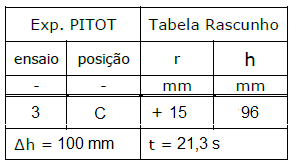 Exp. PITOT Tabela Rascunho
ensaio posição r h
- - mm mm
3 C + 15 96
Δh = 100 mm t = 21,3 s